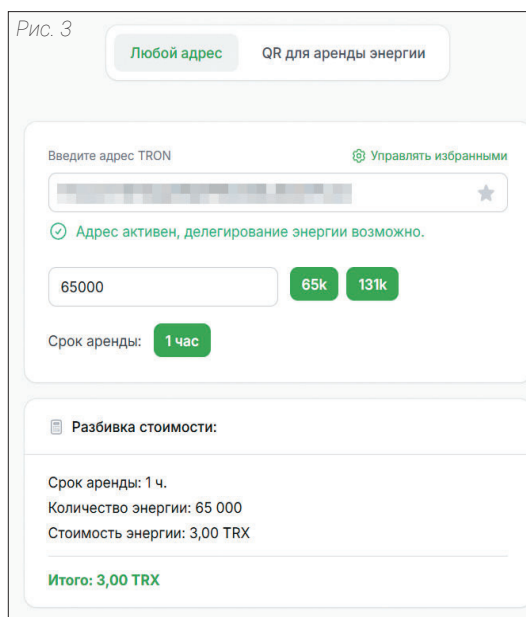 Рис. 3
Любой адрес QR для аренды энергии
Введите адрес TRON Управлять избранными
Адрес активен, делегирование энергии возможно.
65000 65k 131k
Срок аренды: 1 час
Разбивка стоимости:
Срок аренды: 1 ч.
Количество энергии: 65 000
Стоимость энергии: 3,00 TRX
Итого: 3,00 TRX